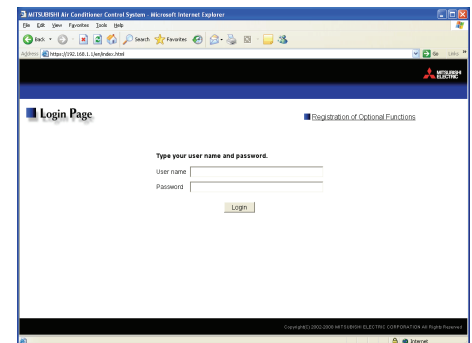 MITSUBISHI Air Conditioner Control System - Microsoft Internet Explorer
File Edit View Favorites Tools Help
Back Search Favorites
Address https://192.168.1.1/en/index.html Go Links
MITSUBISHI ELECTRIC
Login Page
Registration of Optional Functions
Type your user name and password.
User name
Password
Login
Copyright(C) 2002-2008 MITSUBISHI ELECTRIC CORPORATION All Rights Reserved
Internet